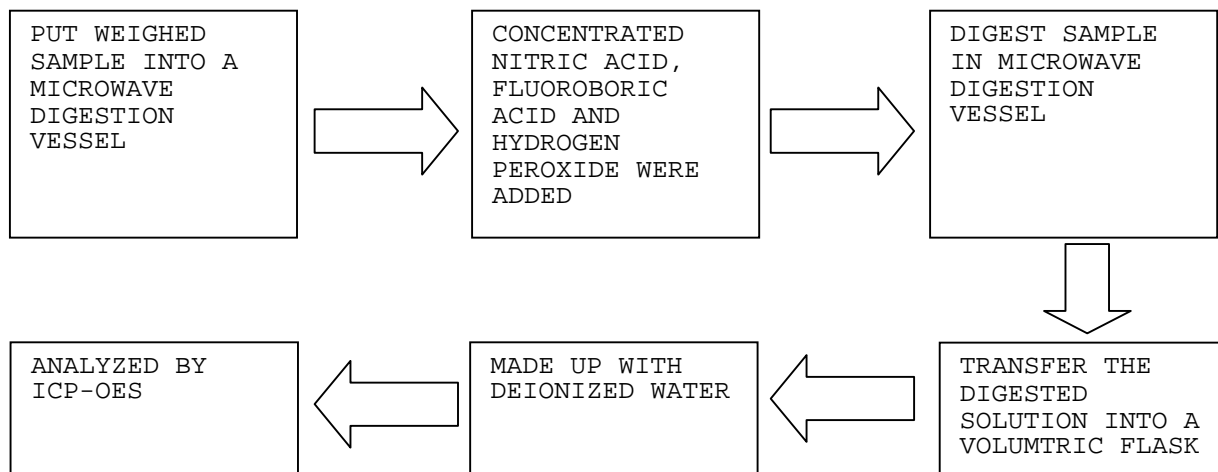 PUT WEIGHED
SAMPLE INTO A
MICROWAVE
DIGESTION
VESSEL
CONCENTRATED
NITRIC ACID,
FLUOROBORIC
ACID AND
HYDROGEN
PEROXIDE WERE
ADDED
DIGEST SAMPLE
IN MICROWAVE
DIGESTION
VESSEL
TRANSFER THE
DIGESTED
SOLUTION INTO A
VOLUMTRIC FLASK
MADE UP WITH
DEIONIZED WATER
ANALYZED BY
ICP-OES